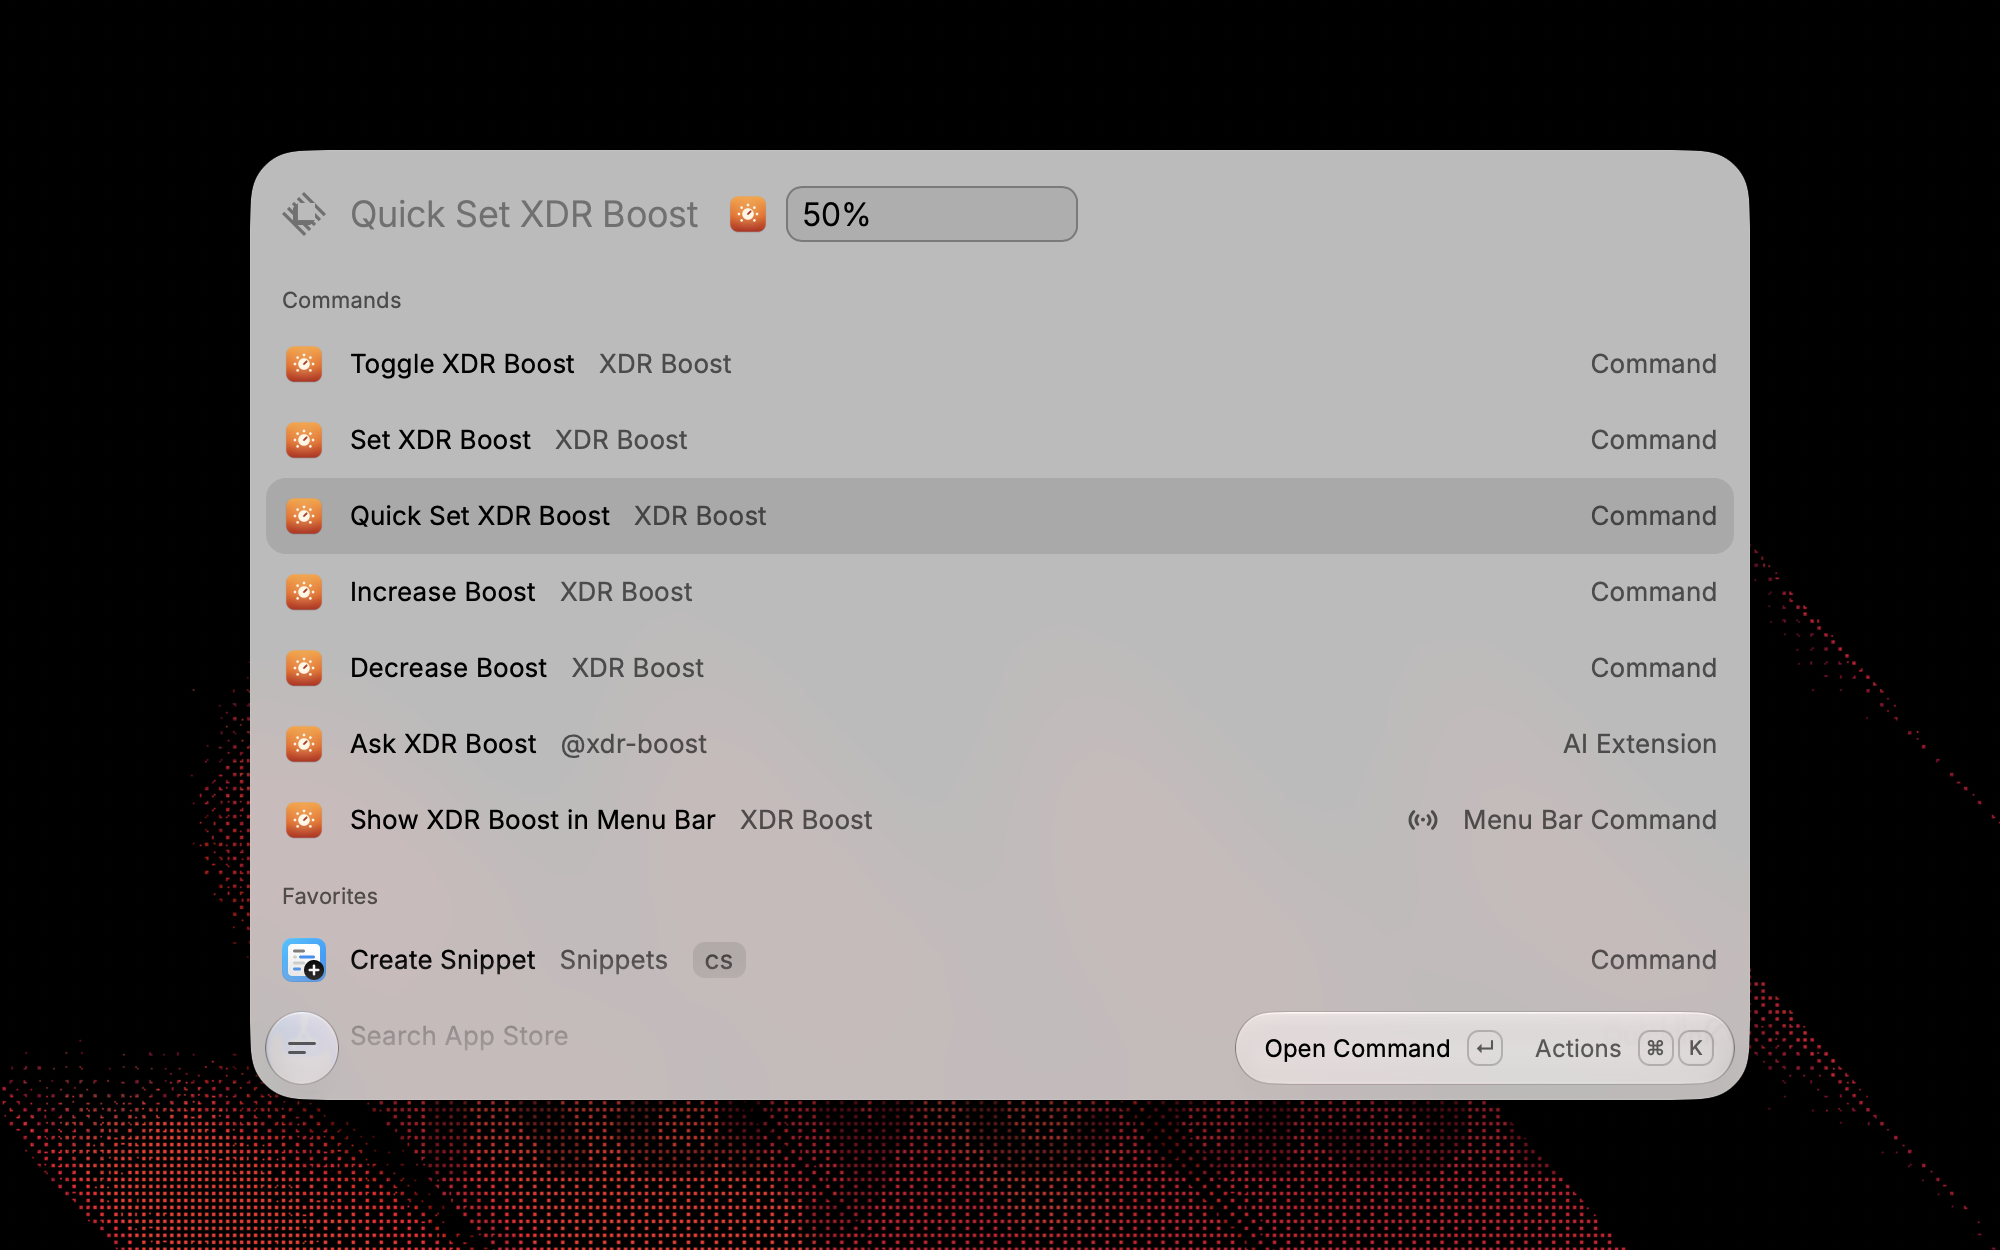 Quick Set XDR Boost 50%
Commands
Toggle XDR Boost XDR Boost Command
Set XDR Boost XDR Boost Command
Quick Set XDR Boost XDR Boost Command
Increase Boost XDR Boost Command
Decrease Boost XDR Boost Command
Ask XDR Boost @xdr-boost AI Extension
Show XDR Boost in Menu Bar XDR Boost Menu Bar Command
Favorites
Create Snippet Snippets cs Command
Search App Store
Open Command ↵ Actions ⌘ K